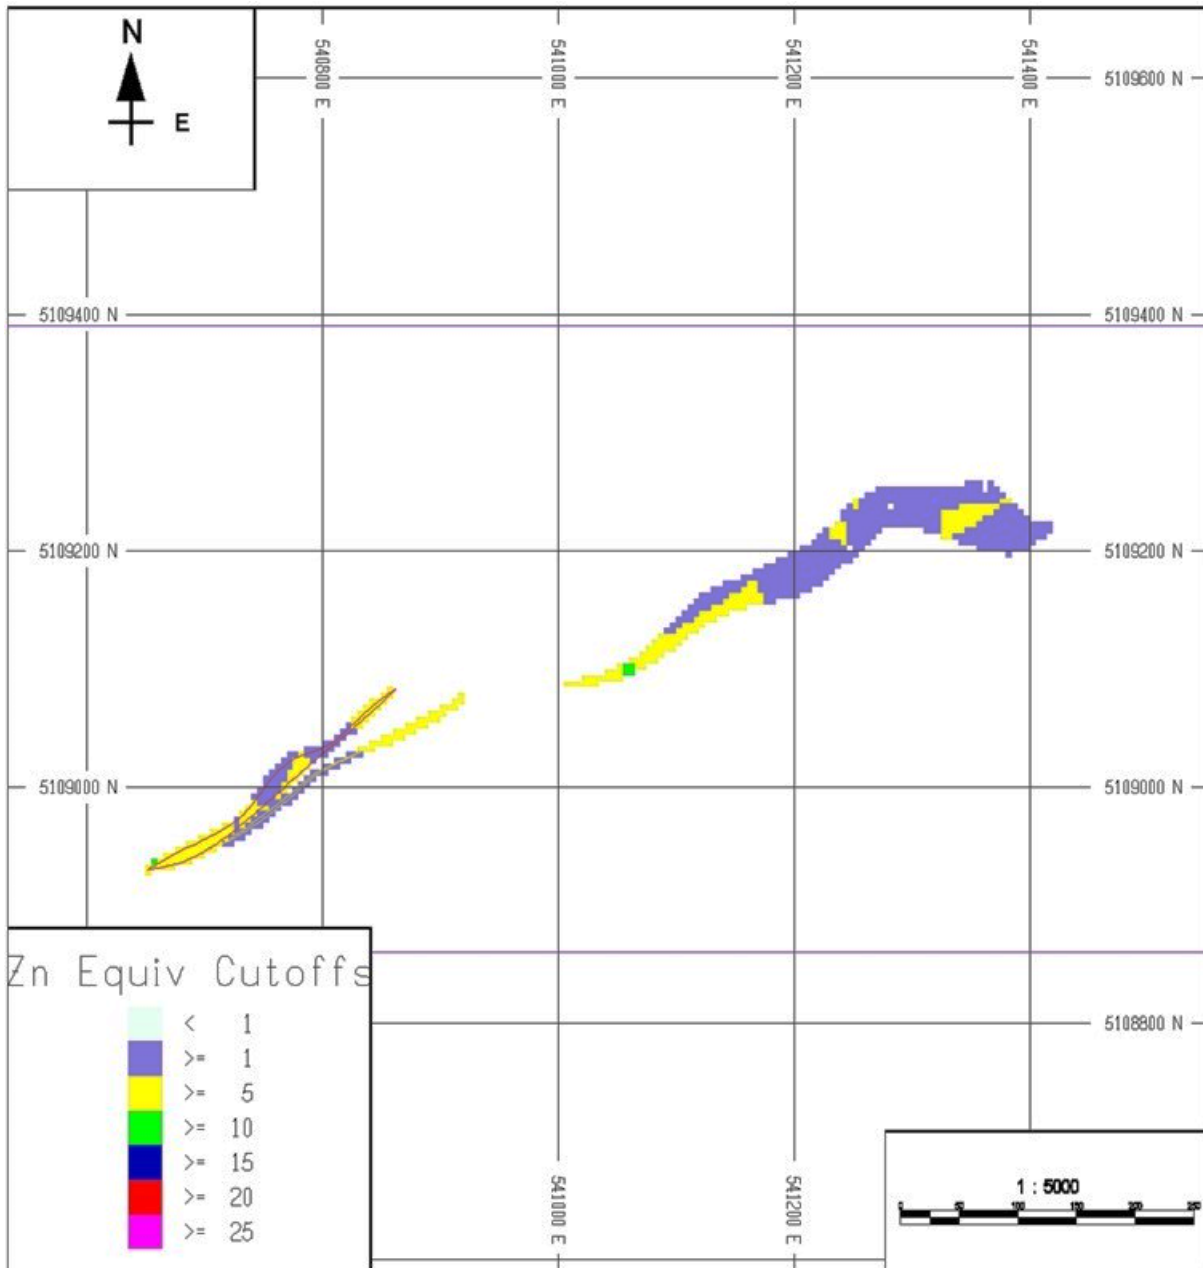 N
E
540800 E
541000 E
541200 E
541400 E
5109600 N
5109400 N
5109400 N
5109200 N
5109200 N
5109000 N
5109000 N
5108800 N
Zn Equiv Cutoffs
< 1
>= 1
>= 5
>= 10
>= 15
>= 20
>= 25
541000 E
541200 E
1 : 5000